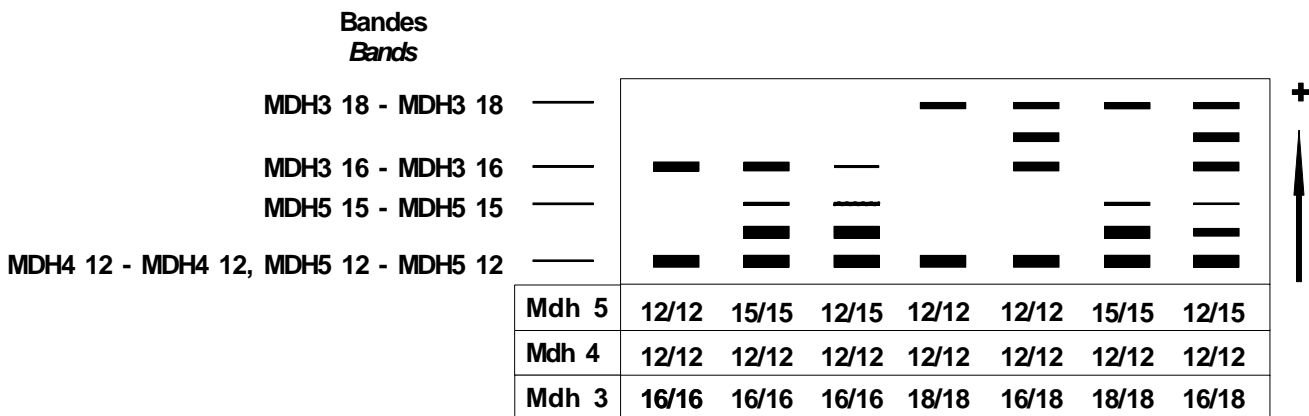 Bandes
Bands
MDH3 18 - MDH3 18
+
MDH3 16 - MDH3 16
MDH5 15 - MDH5 15
MDH4 12 - MDH4 12, MDH5 12 - MDH5 12
Mdh 5 12/12 15/15 12/15 12/12 12/12 15/15 12/15
Mdh 4 12/12 12/12 12/12 12/12 12/12 12/12 12/12
Mdh 3 16/16 16/16 16/16 18/18 16/18 18/18 16/18